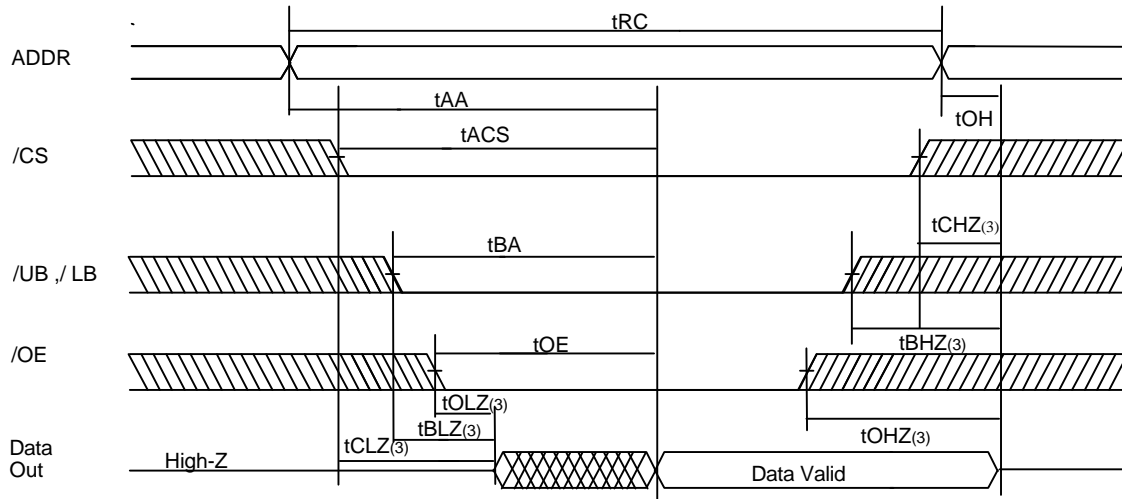 tRC
ADDR
tAA
tOH
tACS
/CS
tCHZ(3)
tBA
/UB ,/ LB
tBHZ(3)
/OE
tOE
tOLZ(3)
tBLZ(3)
tOHZ(3)
tCLZ(3)
Data
Out
High-Z
Data Valid